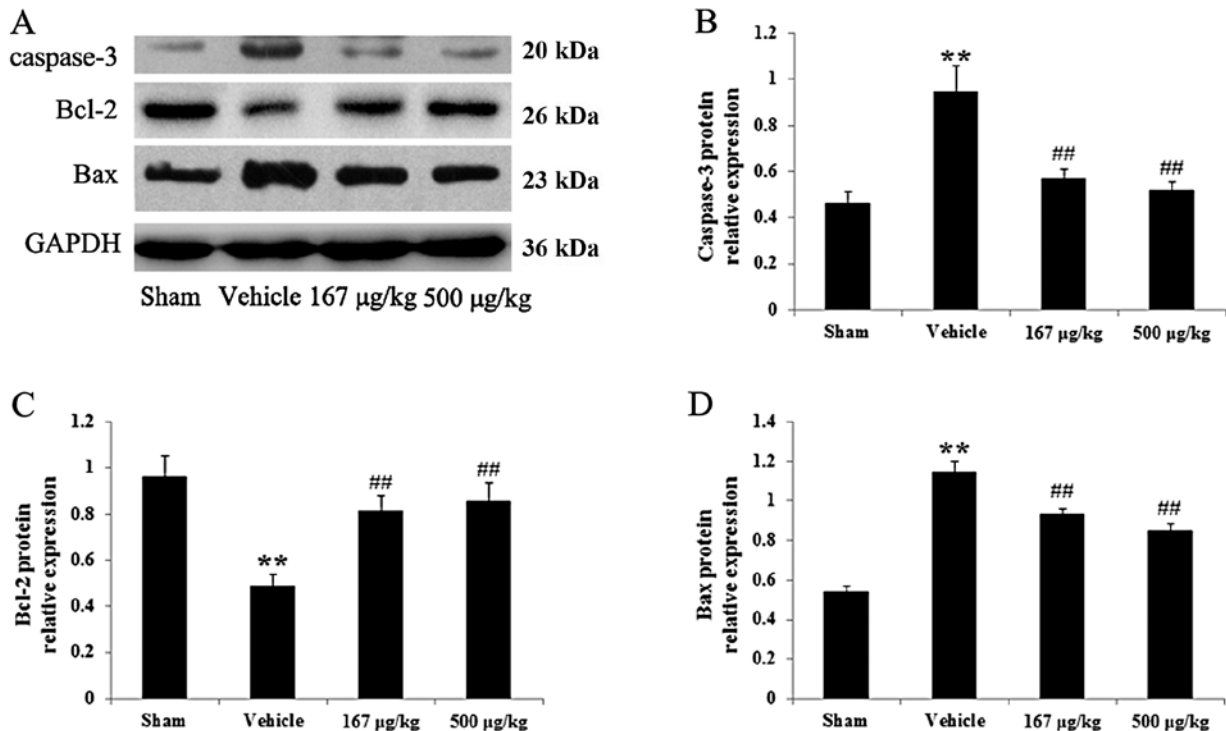 A
caspase-3 20 kDa
Bcl-2 26 kDa
Bax 23 kDa
GAPDH 36 kDa
Sham Vehicle 167 μg/kg 500 μg/kg
B
Caspase-3 protein
relative expression
1.2
1
0.8
0.6
0.4
0.2
0
**
##
##
Sham Vehicle 167 μg/kg 500 μg/kg
C
Bcl-2 protein
relative expression
1.2
1
0.8
0.6
0.4
0.2
0
**
##
##
Sham Vehicle 167 μg/kg 500 μg/kg
D
Bax protein
relative expression
1.4
1.2
1
0.8
0.6
0.4
0.2
0
**
##
##
Sham Vehicle 167 μg/kg 500 μg/kg